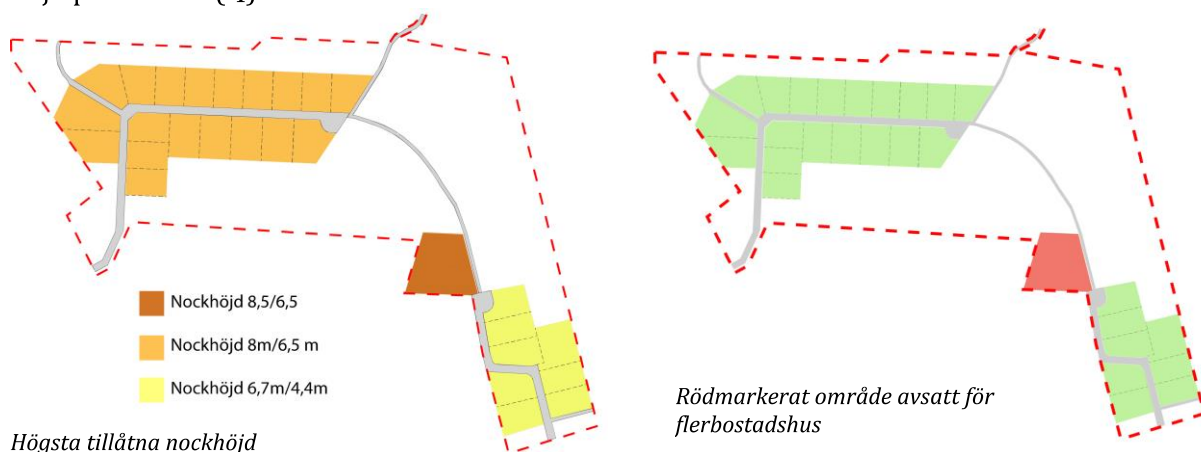 Nockhöjd 8,5/6,5
Nockhöjd 8m/6,5 m
Nockhöjd 6,7m/4,4m
Högsta tillåtna nockhöjd
Rödmarkerat område avsatt för
flerbostadshus